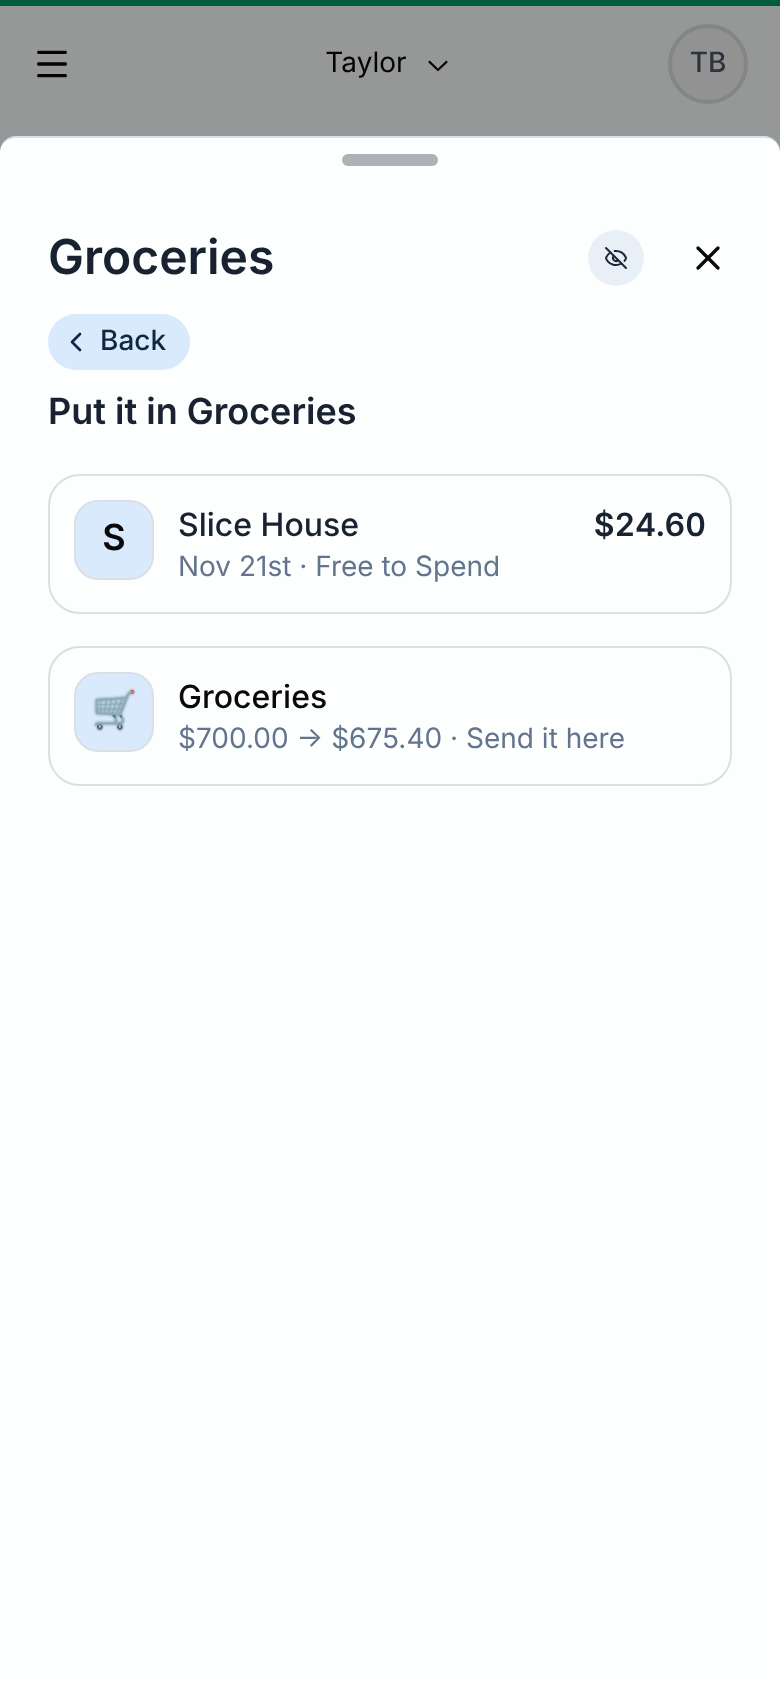 Taylor
TB
Groceries
Back
Put it in Groceries
S
Slice House
$24.60
Nov 21st · Free to Spend
Groceries
$700.00 → $675.40 · Send it here